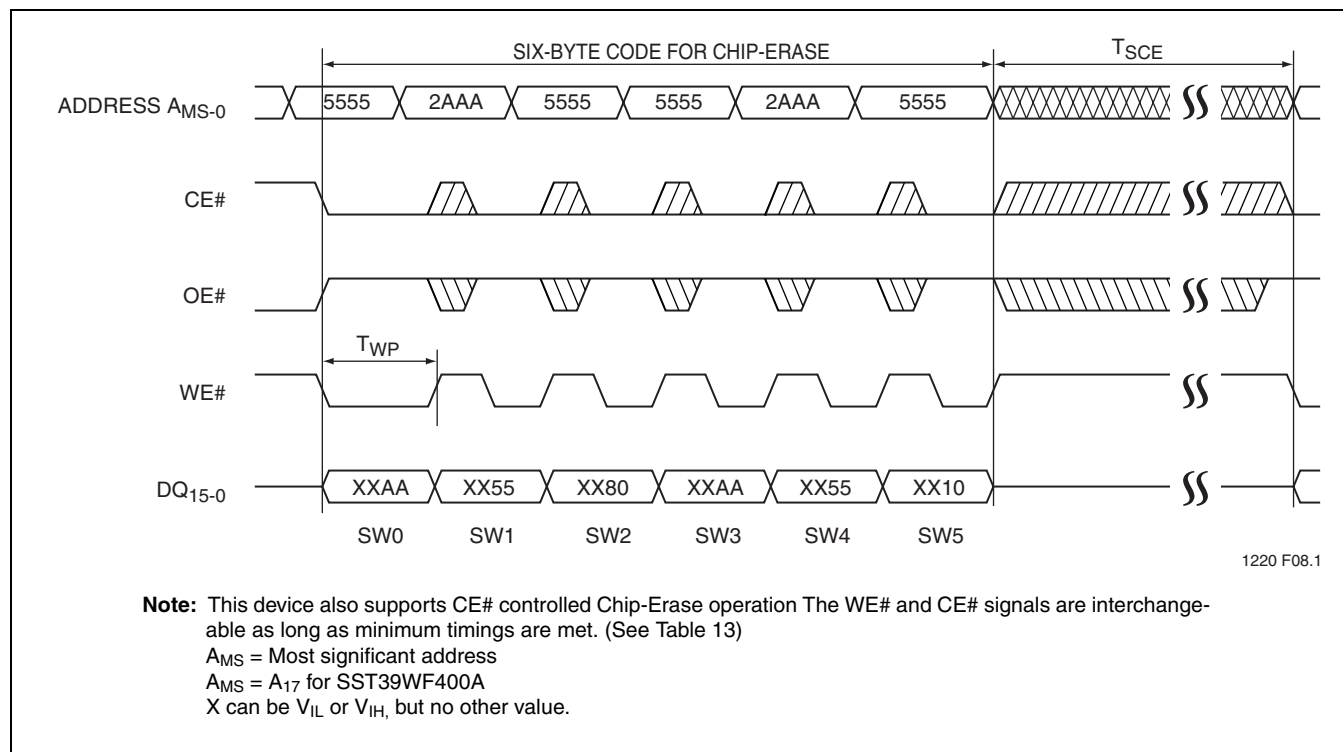 SIX-BYTE CODE FOR CHIP-ERASE TSCE
ADDRESS AMS-0 5555 2AAA 5555 5555 2AAA 5555
CE#
OE#
TWP
WE#
DQ15-0 XXAA XX55 XX80 XXAA XX55 XX10
SW0 SW1 SW2 SW3 SW4 SW5
1220 F08.1
Note: This device also supports CE# controlled Chip-Erase operation The WE# and CE# signals are interchange-
able as long as minimum timings are met. (See Table 13)
AMS = Most significant address
AMS = A17 for SST39WF400A
X can be VIL or VIH, but no other value.